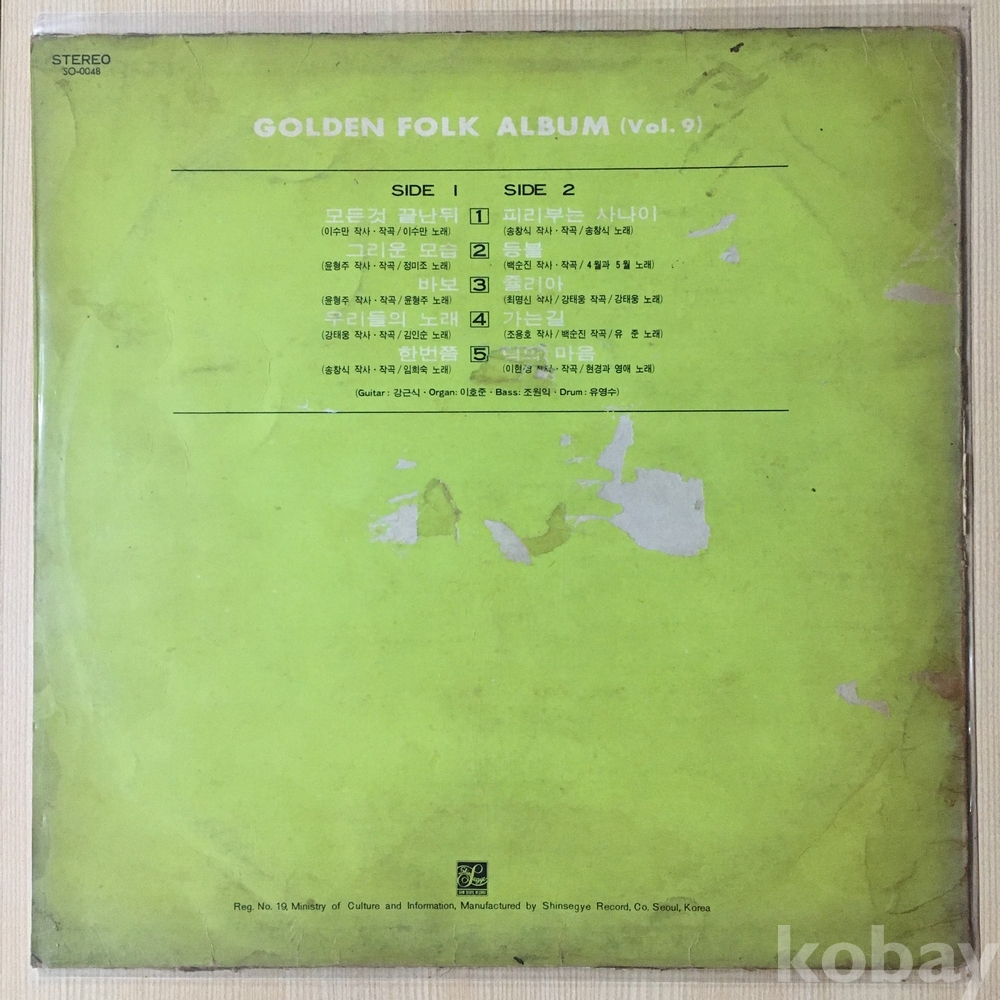 STEREO
SO-0048
GOLDEN FOLK ALBUM (Vol. 9)
SIDE 1 SIDE 2
모든것 끝난뒤 1 피리부는 사나이
(이수만 작사·작곡/이수만 노래) (송창식 작사·작곡/송창식 노래)
그리운 모습 2 등불
(윤형주 작사·작곡/정미조 노래) (백순진 작사·작곡/4월과 5월 노래)
바보 3 쥴리아
(윤형주 작사·작곡/윤형주 노래) (최명신 작사/강태웅 작곡/강태웅 노래)
우리들의 노래 4 가는길
(강태웅 작사·작곡/김인순 노래) (조용호 작사/백순진 작곡/유 준 노래)
한번쯤 5 마음
(송창식 작사·작곡/임희숙 노래) (이현경 작사·작곡/현경과 영애 노래)
(Guitar: 강근식·Organ: 이호준·Bass: 조원익·Drum: 유영수)
Reg. No. 19, Ministry of Culture and Information, Manufactured by Shinsegye Record, Co. Seoul, Korea
kobay